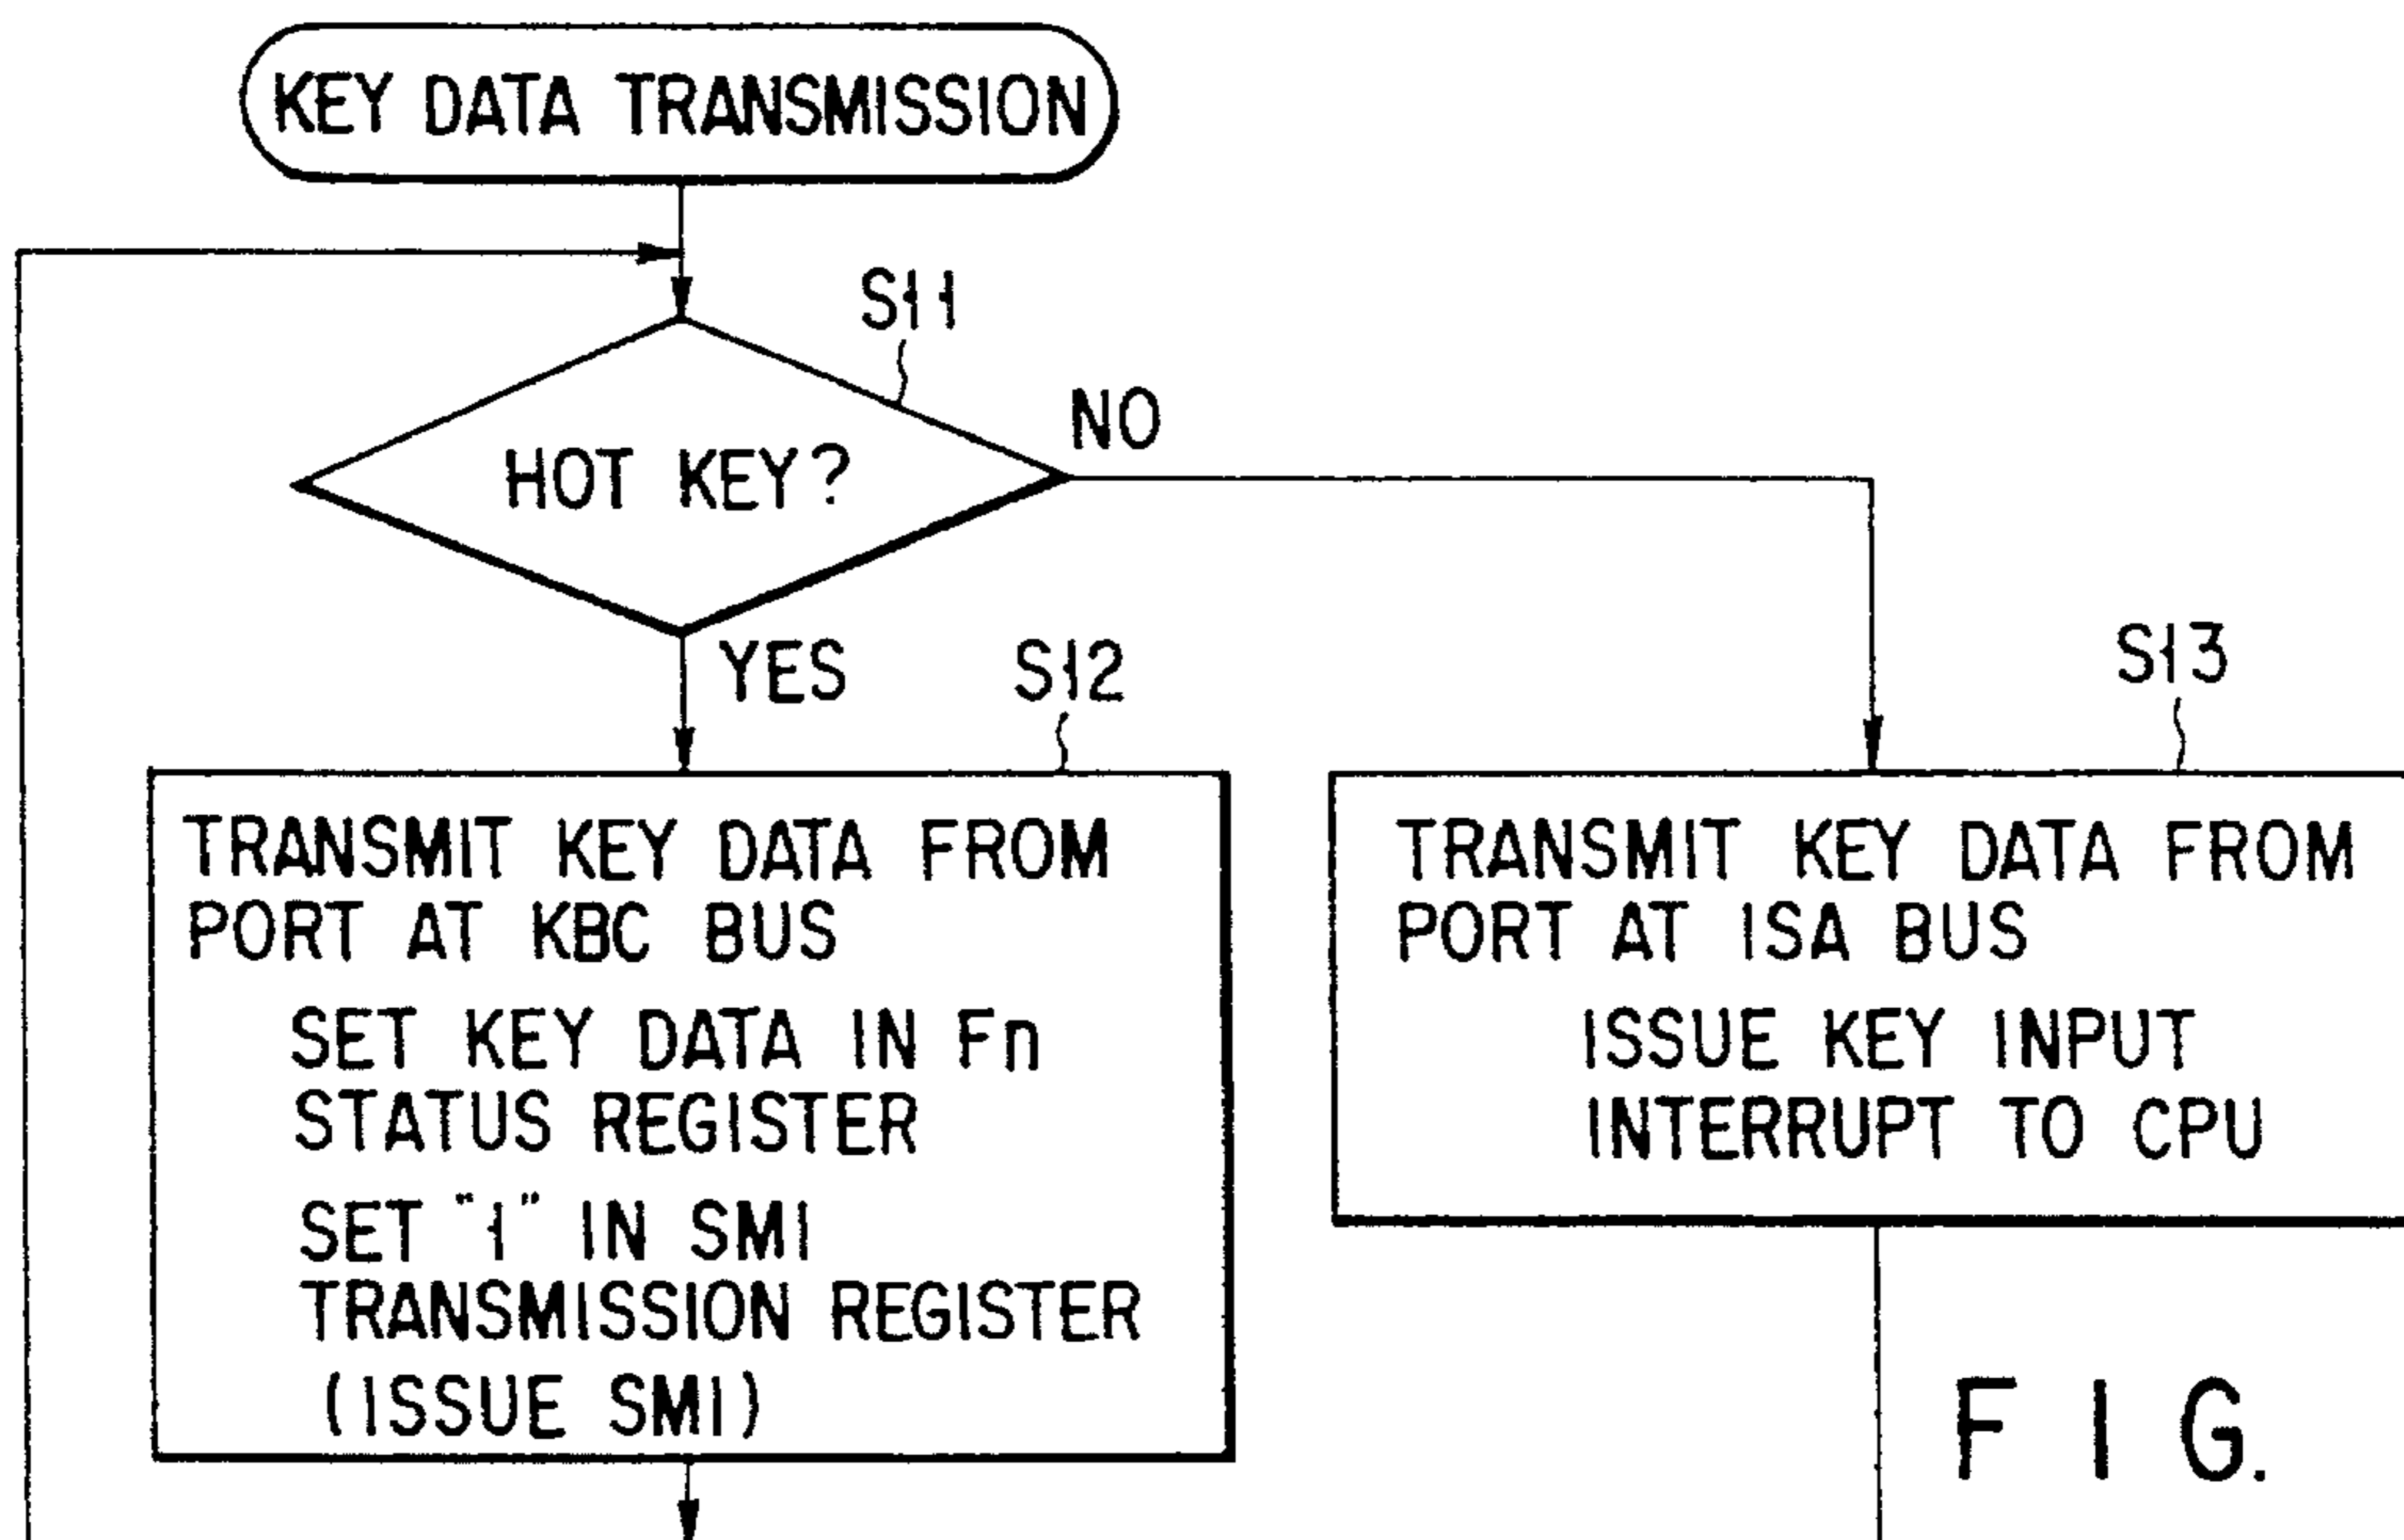 KEY DATA TRANSMISSION
S11
HOT KEY?
NO
YES
S12
S13
TRANSMIT KEY DATA FROM
PORT AT KBC BUS
SET KEY DATA IN Fn
STATUS REGISTER
SET "1" IN SMI
TRANSMISSION REGISTER
(ISSUE SMI)
TRANSMIT KEY DATA FROM
PORT AT ISA BUS
ISSUE KEY INPUT
INTERRUPT TO CPU
FIG.